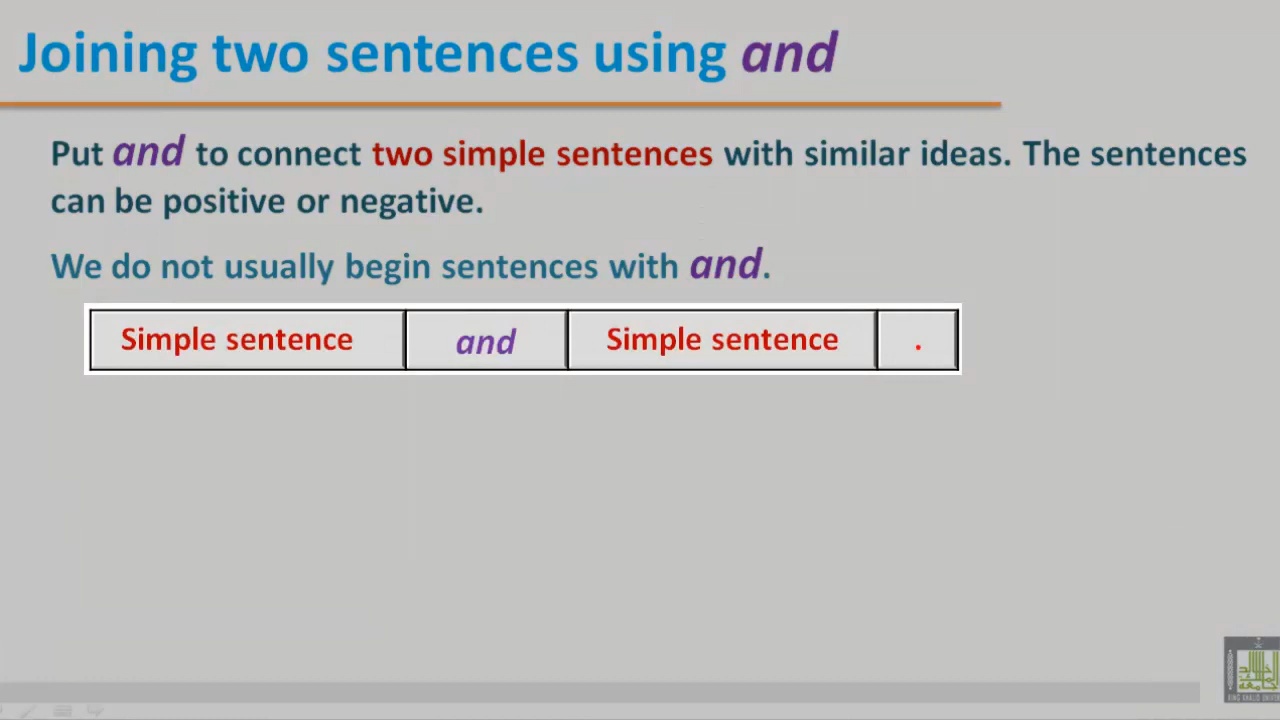 Joining two sentences using and
Put and to connect two simple sentences with similar ideas. The sentences
can be positive or negative.
We do not usually begin sentences with and.
Simple sentence and Simple sentence .